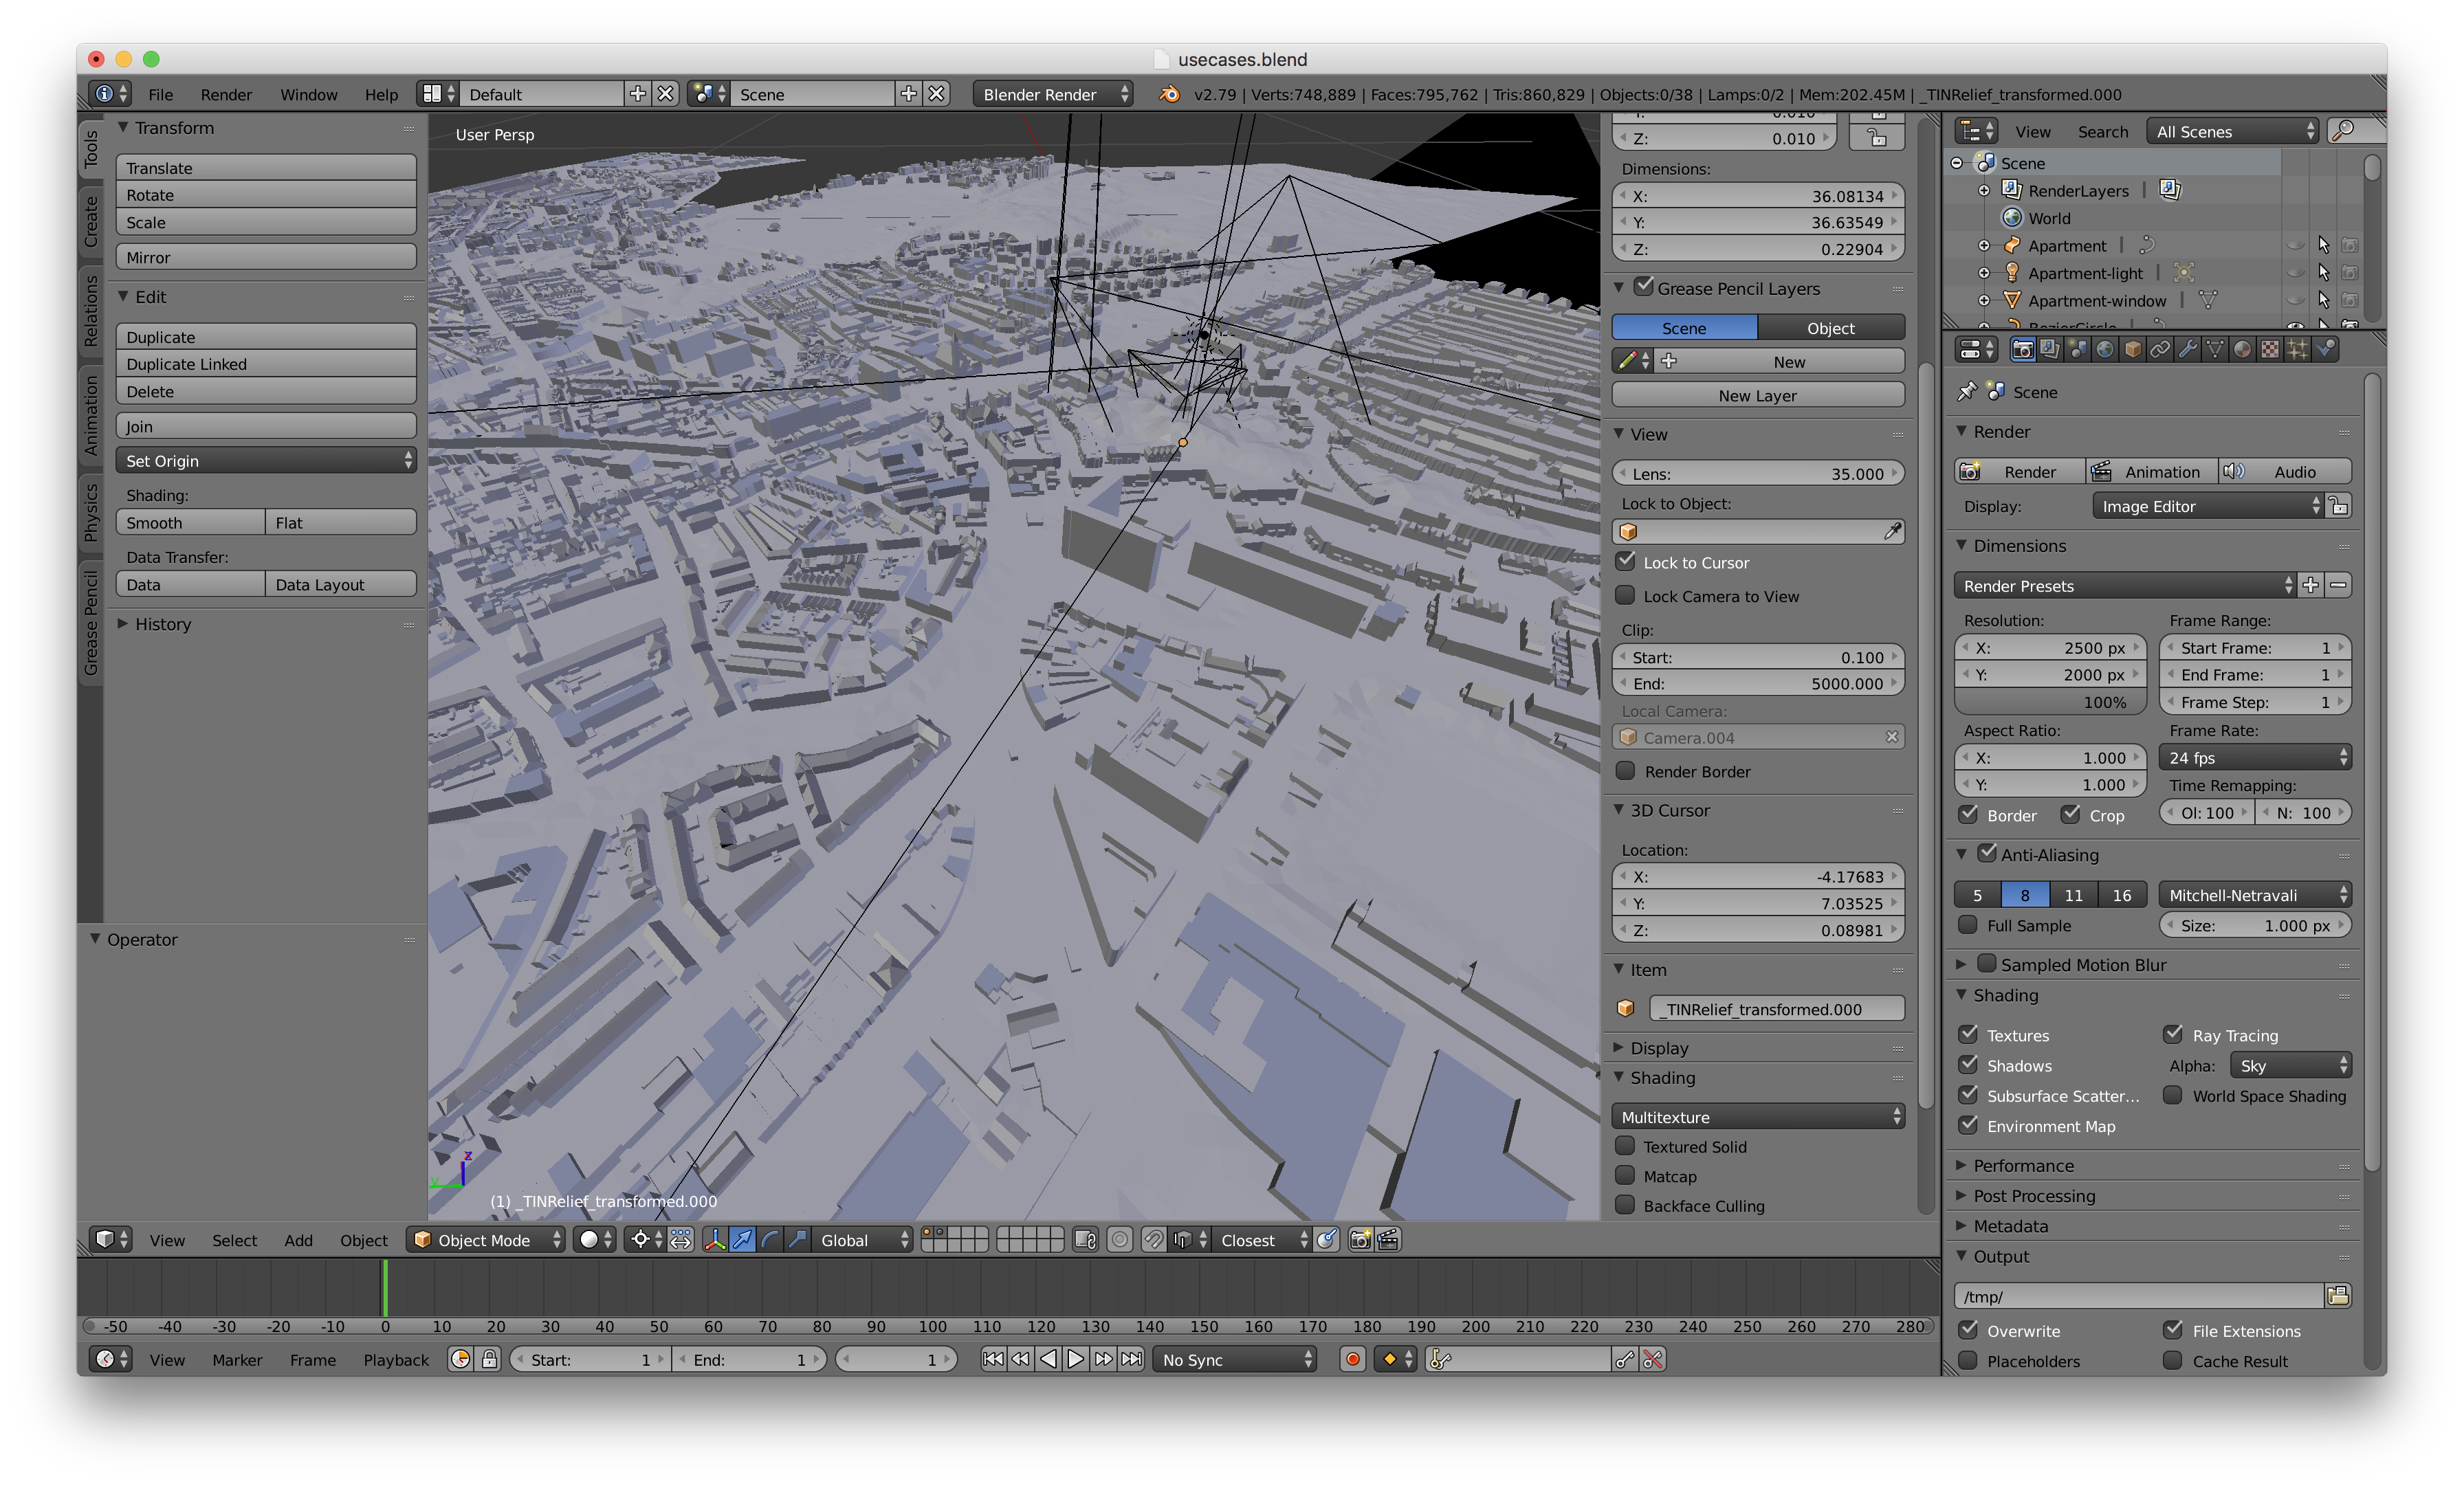 usecases.blend
File Render Window Help Default Scene Blender Render v2.79 | Verts:748,889 | Faces:795,762 | Tris:860,829 | Objects:0/38 | Lamps:0/2 | Mem:202.45M | _TINRelief_transformed.000
Tools
Create
Relations
Animation
Physics
Grease Pencil
Transform
Translate
Rotate
Scale
Mirror
Edit
Duplicate
Duplicate Linked
Delete
Join
Set Origin
Shading:
Smooth Flat
Data Transfer:
Data Data Layout
History
Operator
User Persp
z
y
(1) _TINRelief_transformed.000
Z: 0.010
Dimensions:
X: 36.08134
Y: 36.63549
Z: 0.22904
Grease Pencil Layers
Scene Object
New
New Layer
View
Lens: 35.000
Lock to Object:
Lock to Cursor
Lock Camera to View
Clip:
Start: 0.100
End: 5000.000
Local Camera:
Camera.004
Render Border
3D Cursor
Location:
X: -4.17683
Y: 7.03525
Z: 0.08981
Item
_TINRelief_transformed.000
Display
Shading
Multitexture
Textured Solid
Matcap
Backface Culling
View Search All Scenes
Scene
RenderLayers |
World
Apartment |
Apartment-light |
Apartment-window |
BezierCircle
Scene
Render
Render Animation Audio
Display: Image Editor
Dimensions
Render Presets
Resolution: Frame Range:
X: 2500 px Start Frame: 1
Y: 2000 px End Frame: 1
100% Frame Step: 1
Aspect Ratio: Frame Rate:
X: 1.000 24 fps
Y: 1.000 Time Remapping:
Border Crop Ol: 100 N: 100
Anti-Aliasing
5 8 11 16 Mitchell-Netravali
Full Sample Size: 1.000 px
Sampled Motion Blur
Shading
Textures Ray Tracing
Shadows Alpha: Sky
Subsurface Scatter... World Space Shading
Environment Map
Performance
Post Processing
Metadata
Output
/tmp/
Overwrite File Extensions
Placeholders Cache Result
View Select Add Object Object Mode Global Closest
-50 -40 -30 -20 -10 0 10 20 30 40 50 60 70 80 90 100 110 120 130 140 150 160 170 180 190 200 210 220 230 240 250 260 270 280
View Marker Frame Playback Start: 1 End: 1 1 No Sync